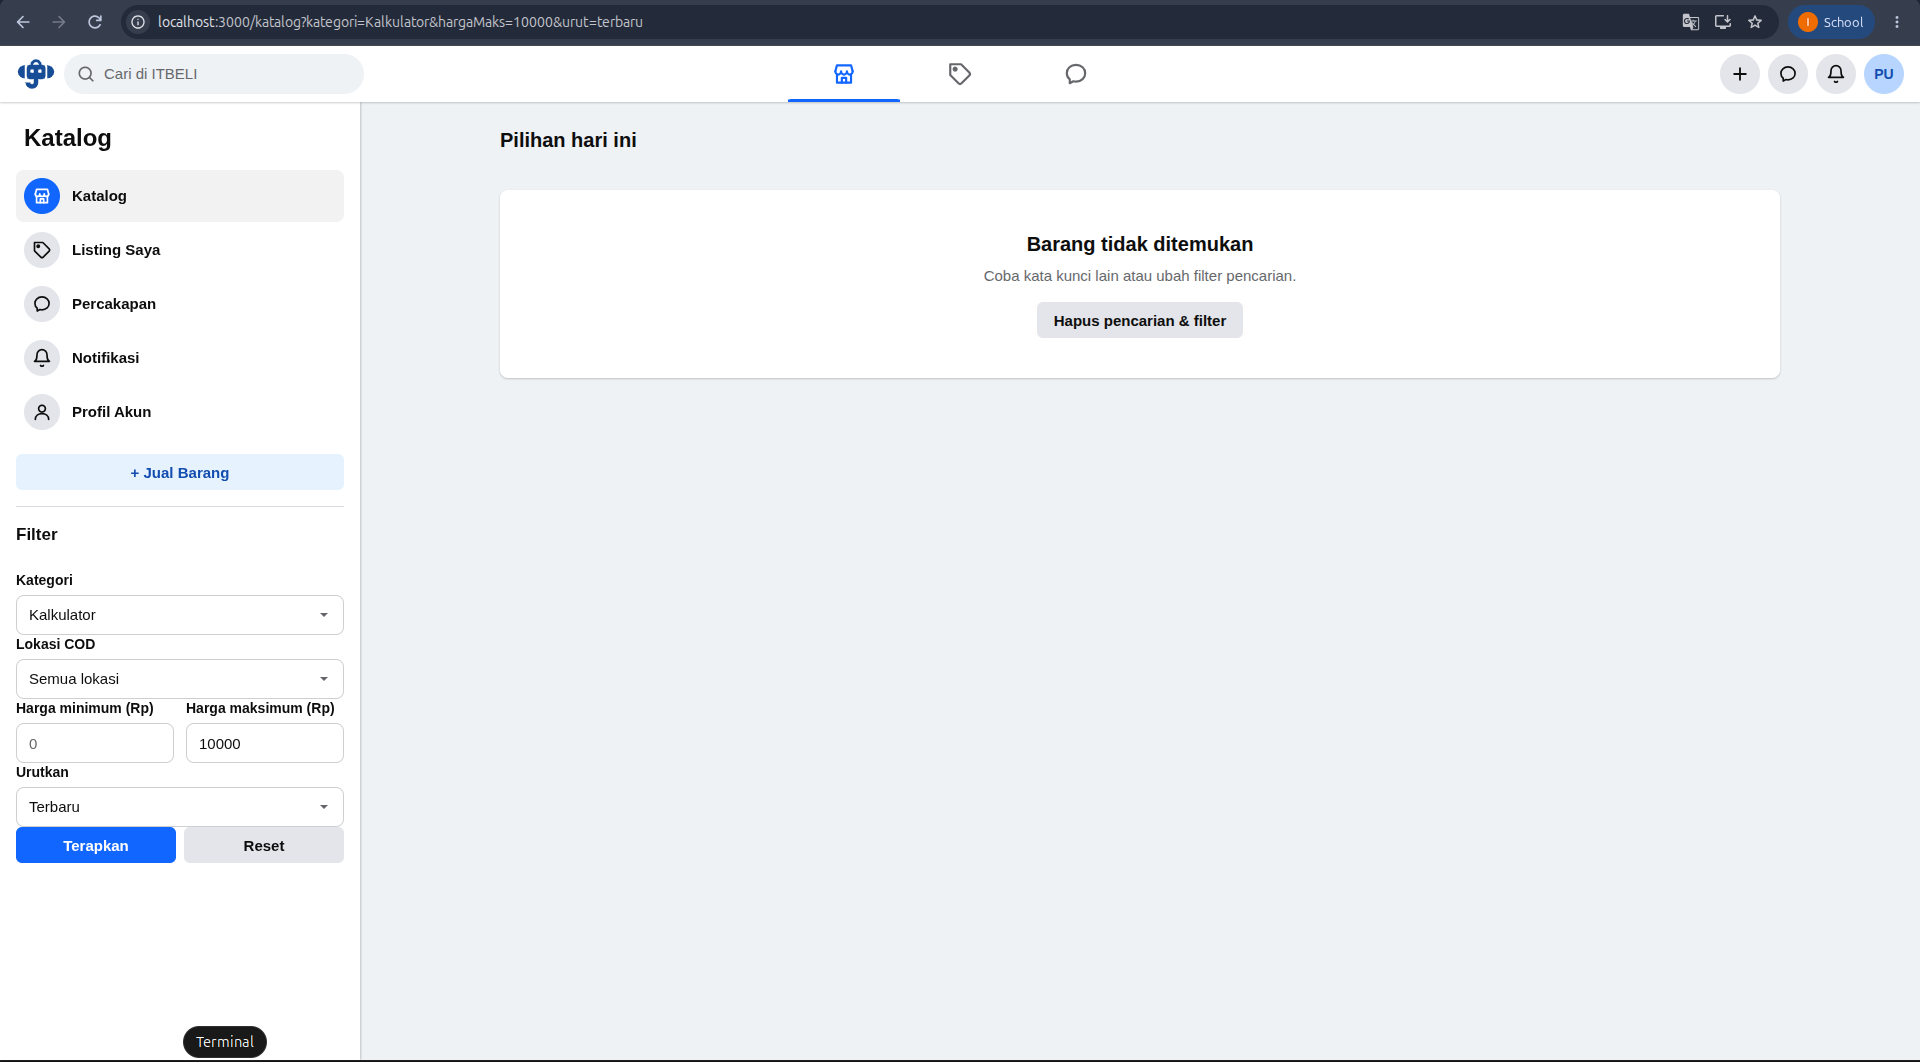 localhost:3000/katalog?kategori=Kalkulator&hargaMaks=10000&urut=terbaru
I School
Cari di ITBELI
PU
Katalog
Katalog
Listing Saya
Percakapan
Notifikasi
Profil Akun
+ Jual Barang
Filter
Kategori
Kalkulator
Lokasi COD
Semua lokasi
Harga minimum (Rp) Harga maksimum (Rp)
0 10000
Urutkan
Terbaru
Terapkan Reset
Pilihan hari ini
Barang tidak ditemukan
Coba kata kunci lain atau ubah filter pencarian.
Hapus pencarian & filter
Terminal